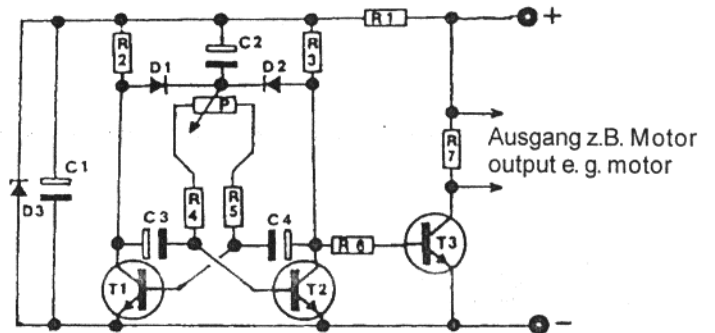 R1
+
R2
C2
R3
D1
D2
P
Ausgang z.B. Motor
output e. g. motor
R7
C1
D3
R4
R5
C3
C4
R6
T3
T1
T2
−